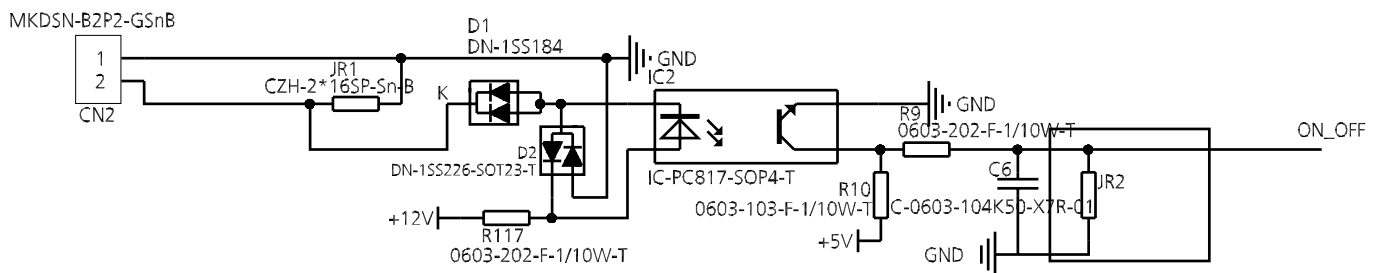 MKDSN-B2P2-GSnB
1
2
CN2
JR1
CZH-2*16SP-Sn-B
D1
DN-1SS184
K
GND
IC2
D2
DN-1SS226-SOT23-T
IC-PC817-SOP4-T
+12V
R117
0603-202-F-1/10W-T
GND
R9
0603-202-F-1/10W-T
ON_OFF
R10
0603-103-F-1/10W-T
+5V
C6
C-0603-104K50-X7R-01
JR2
GND